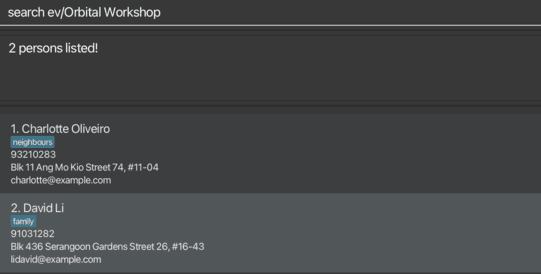 search ev/Orbital Workshop
2 persons listed!
1. Charlotte Oliveiro
neighbours
93210283
Blk 11 Ang Mo Kio Street 74, #11-04
charlotte@example.com
2. David Li
family
91031282
Blk 436 Serangoon Gardens Street 26, #16-43
lidavid@example.com